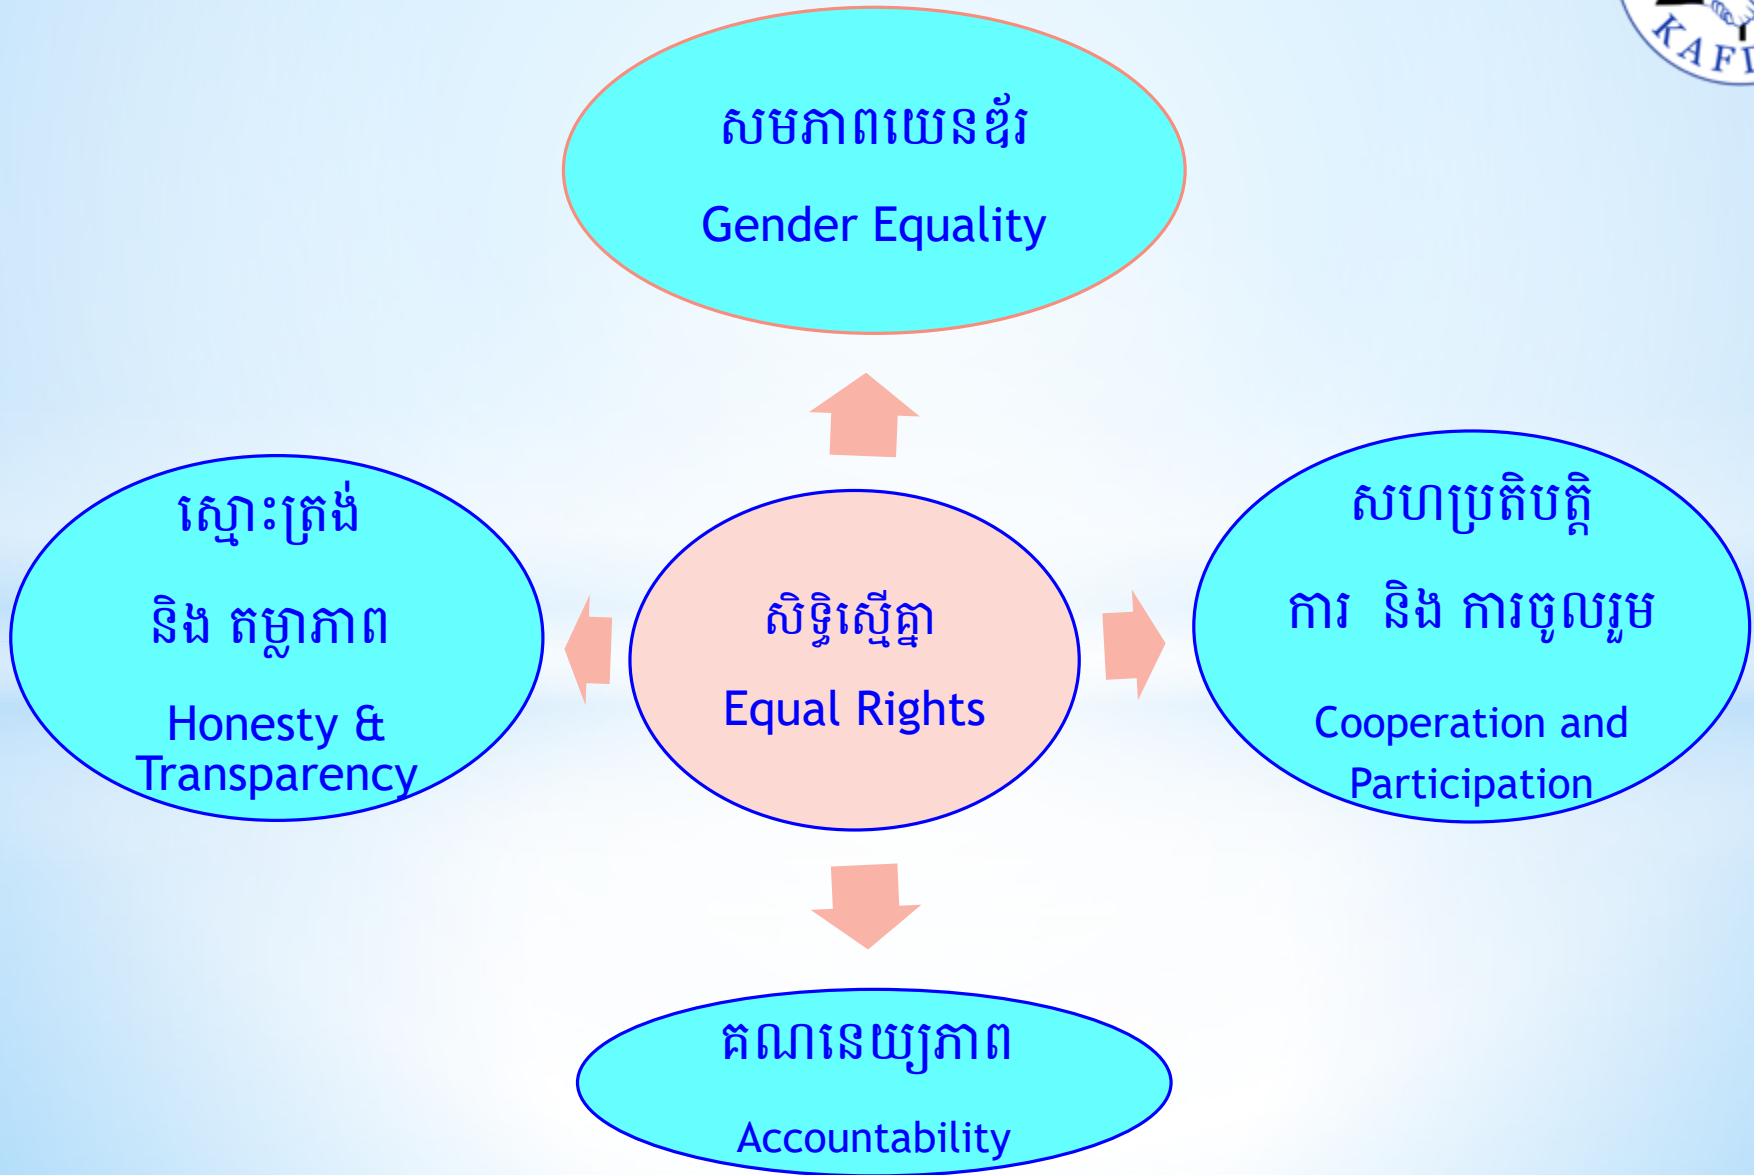 សមភាពយេនឌ័រ
Gender Equality
ស្មោះត្រង់
និង តម្លាភាព
Honesty &
Transparency
សិទ្ធិស្មើគ្នា
Equal Rights
សហប្រតិបត្តិ
ការ និង ការចូលរួម
Cooperation and
Participation
គណនេយ្យភាព
Accountability